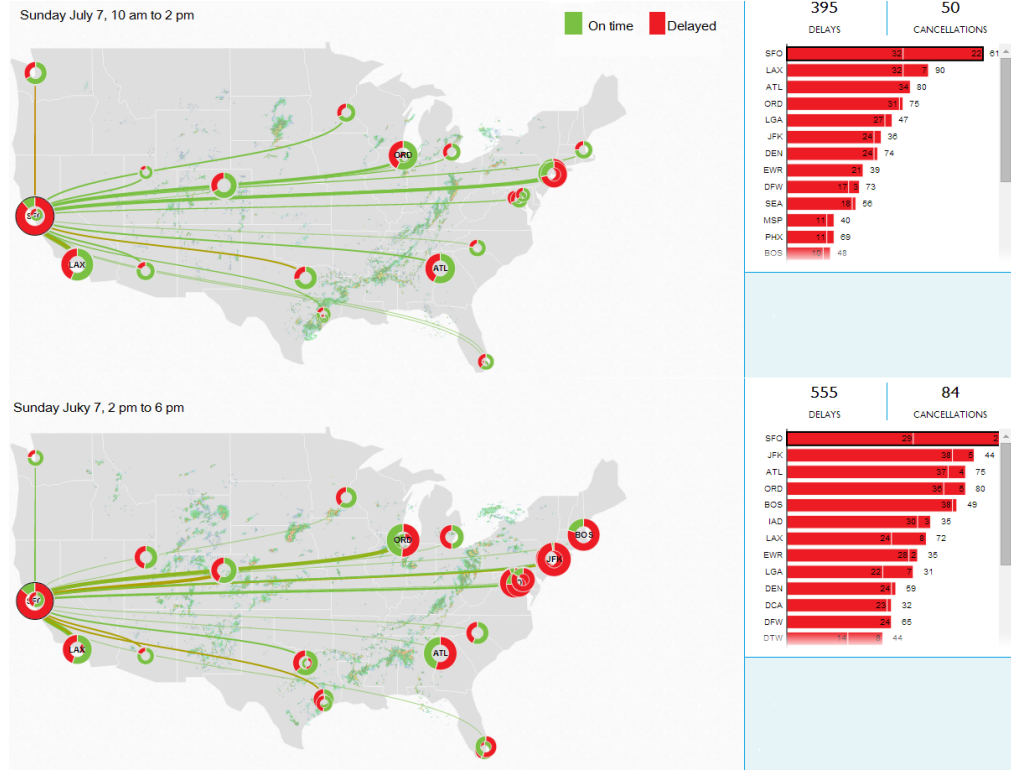 Sunday July 7, 10 am to 2 pm
On time
Delayed
ORD
SFO
LAX
ATL
395
50
DELAYS
CANCELLATIONS
SFO 32 22 61
LAX 32 7 90
ATL 34 80
ORD 31 75
LGA 27 47
JFK 24 36
DEN 24 74
EWR 21 39
DFW 17 3 73
SEA 18 56
MSP 11 40
PHX 11 69
BOS 10 48
Sunday Juky 7, 2 pm to 6 pm
ORD
BOS
JFK
SFO
LAX
ATL
555
84
DELAYS
CANCELLATIONS
SFO 29 2
JFK 38 5 44
ATL 37 4 75
ORD 36 6 80
BOS 38 49
IAD 30 3 35
LAX 24 8 72
EWR 28 2 35
LGA 22 7 31
DEN 24 59
DCA 23 32
DFW 24 65
DTW 14 8 44